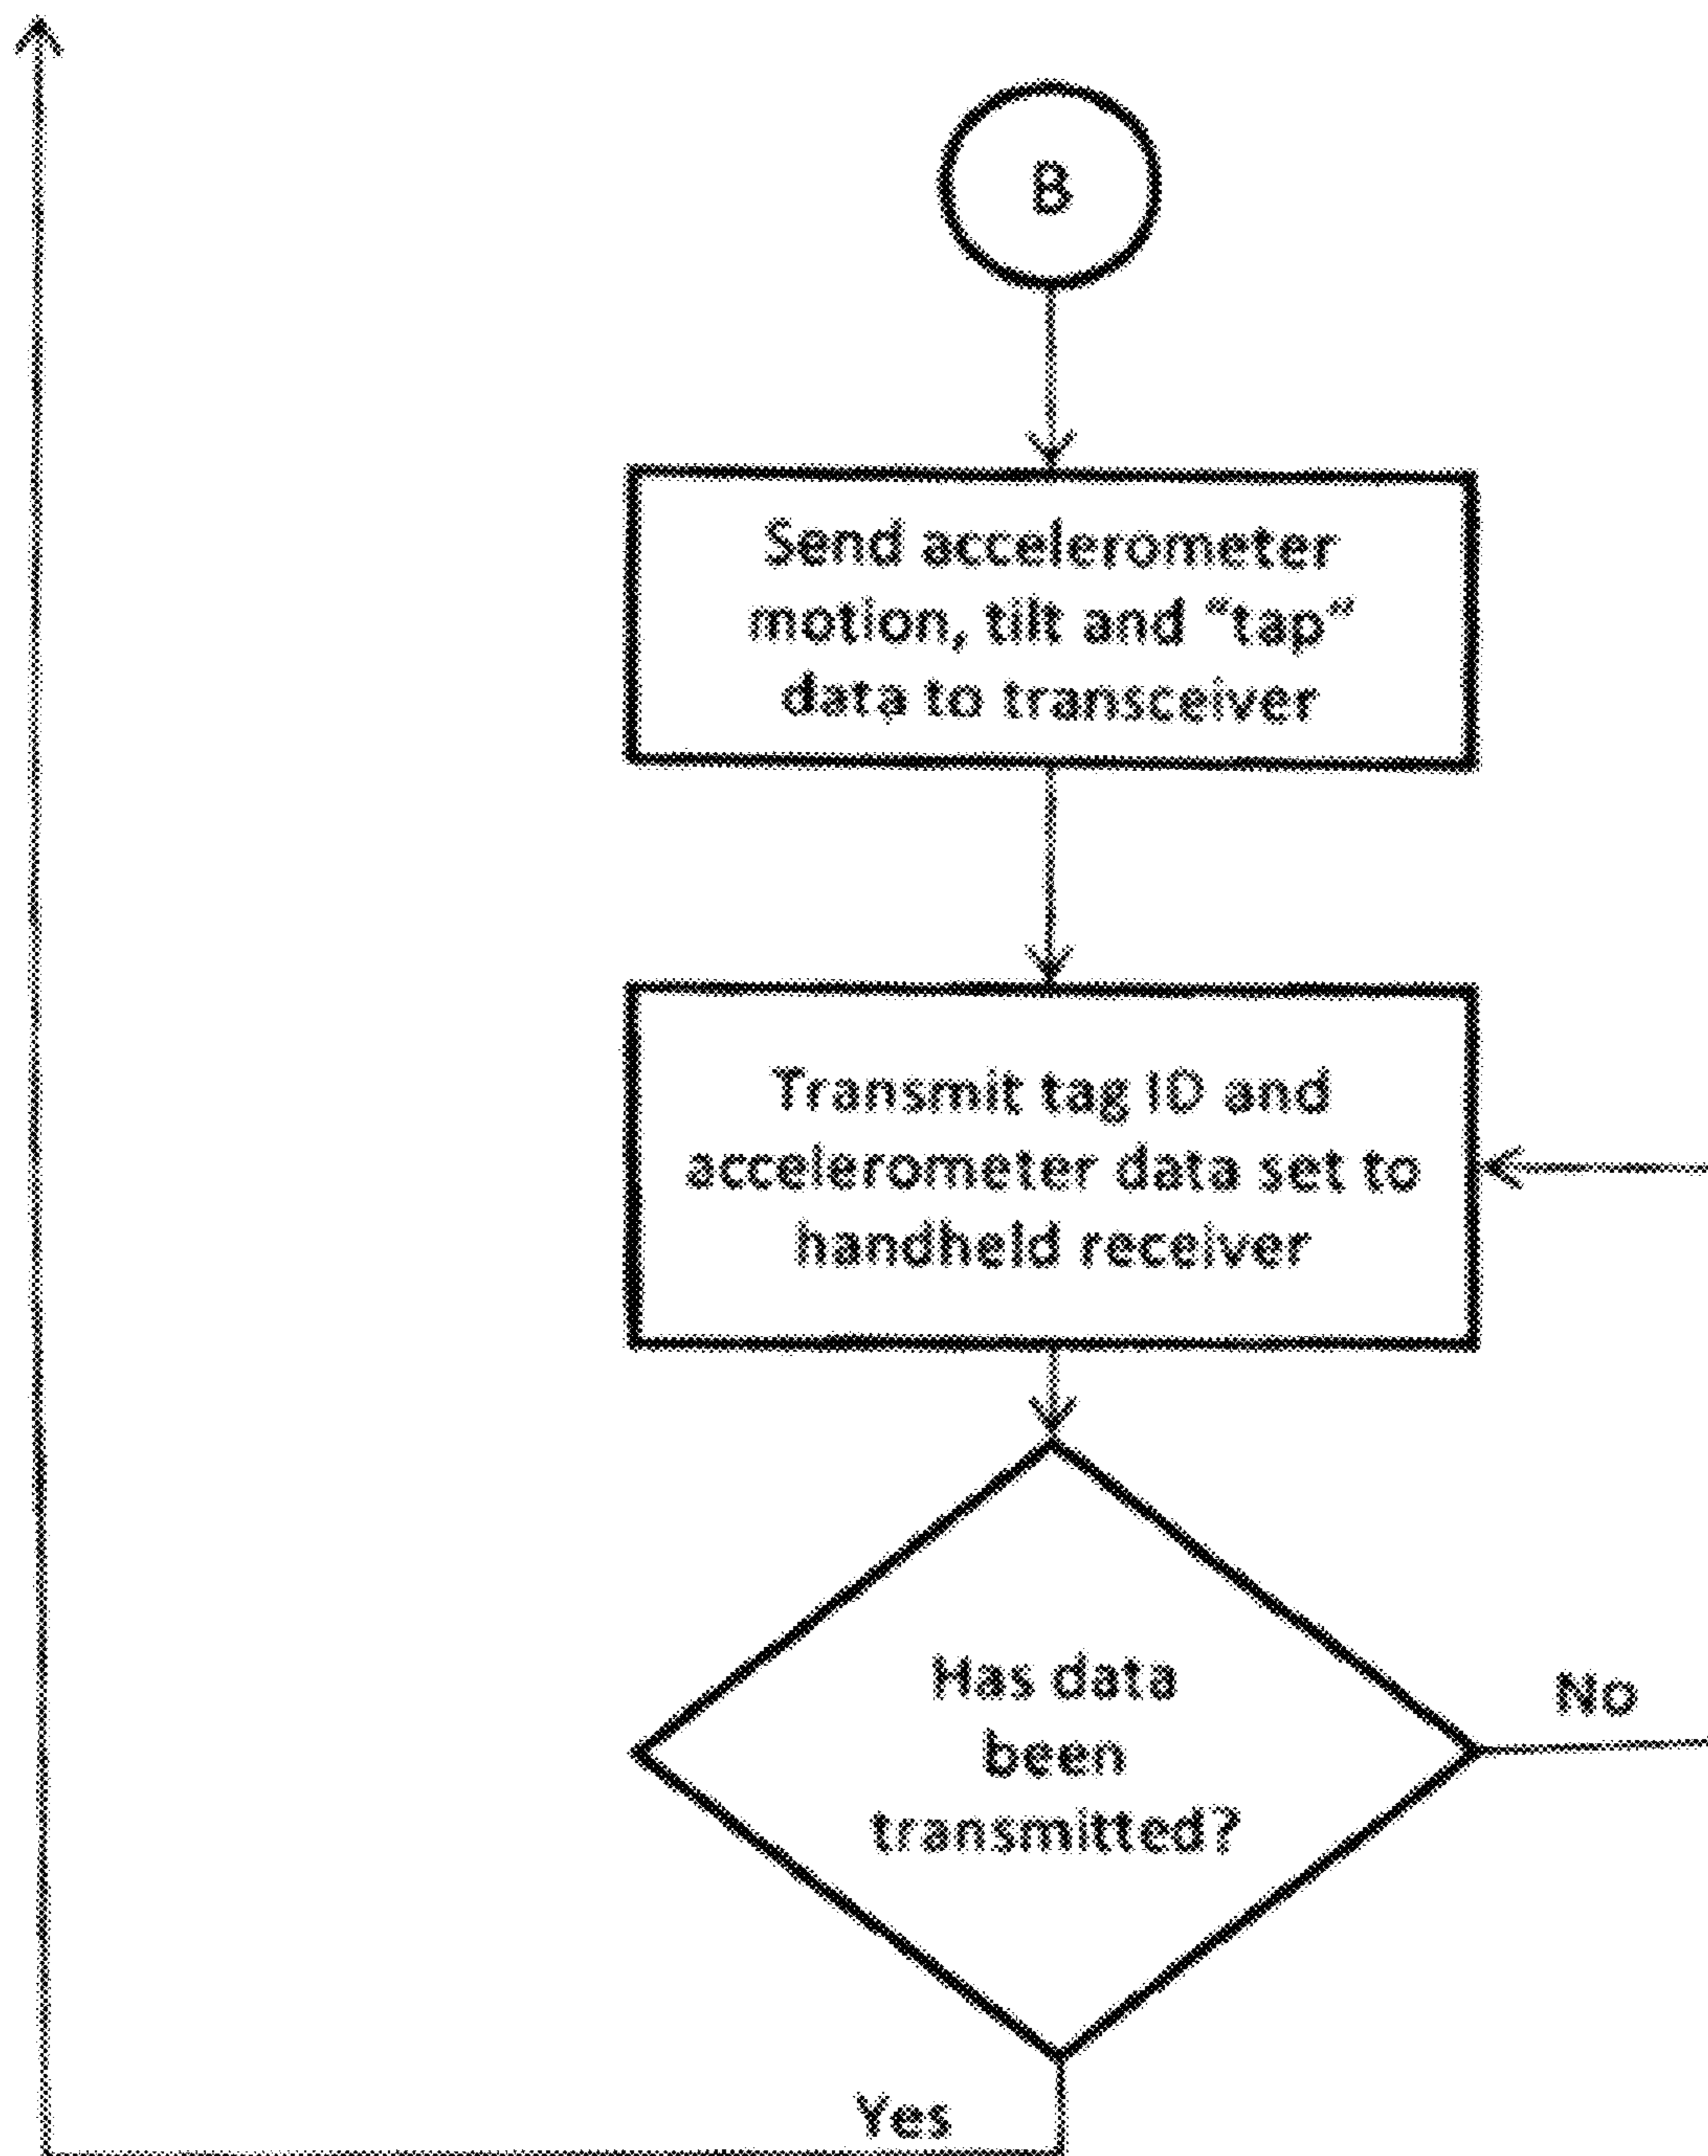 B
Send accelerometer
motion, tilt and “tap”
data to transceiver
Transmit tag ID and
accelerometer data set to
handheld receiver
Has data
been
transmitted?
No
Yes